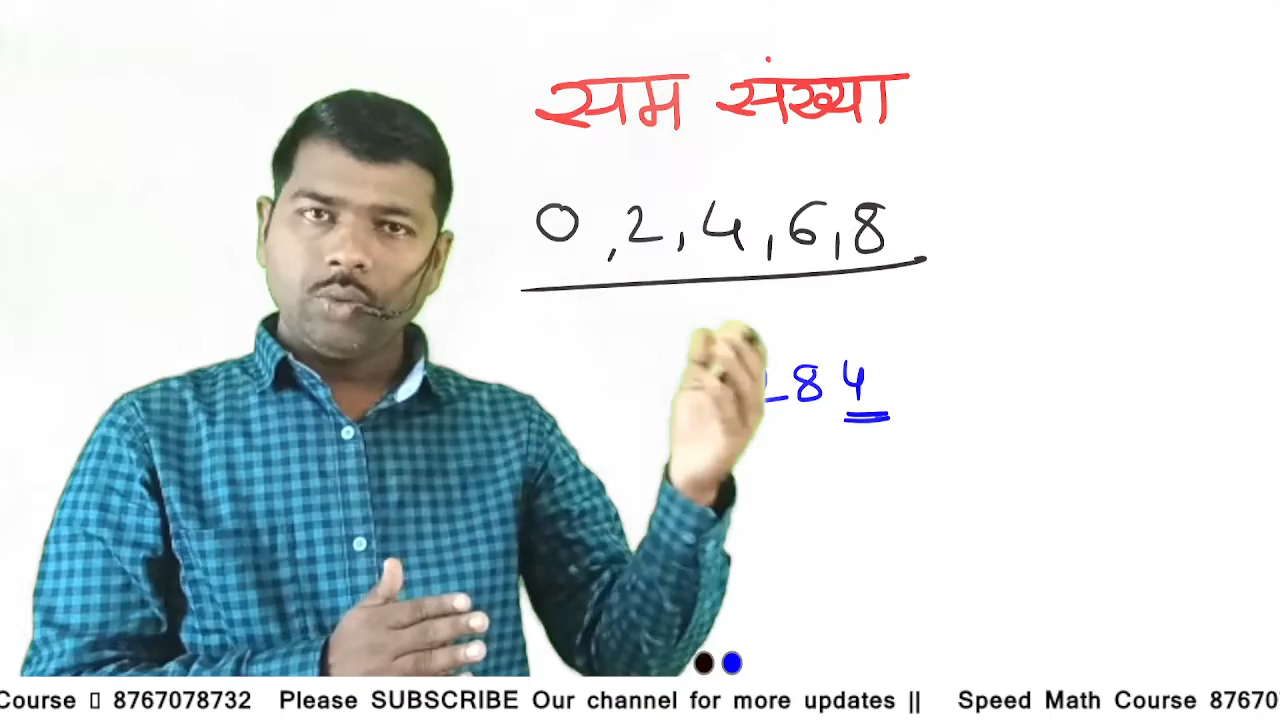 सम संख्या
0,2,4,6,8
84
Course 8767078732 Please SUBSCRIBE Our channel for more updates || Speed Math Course 8767